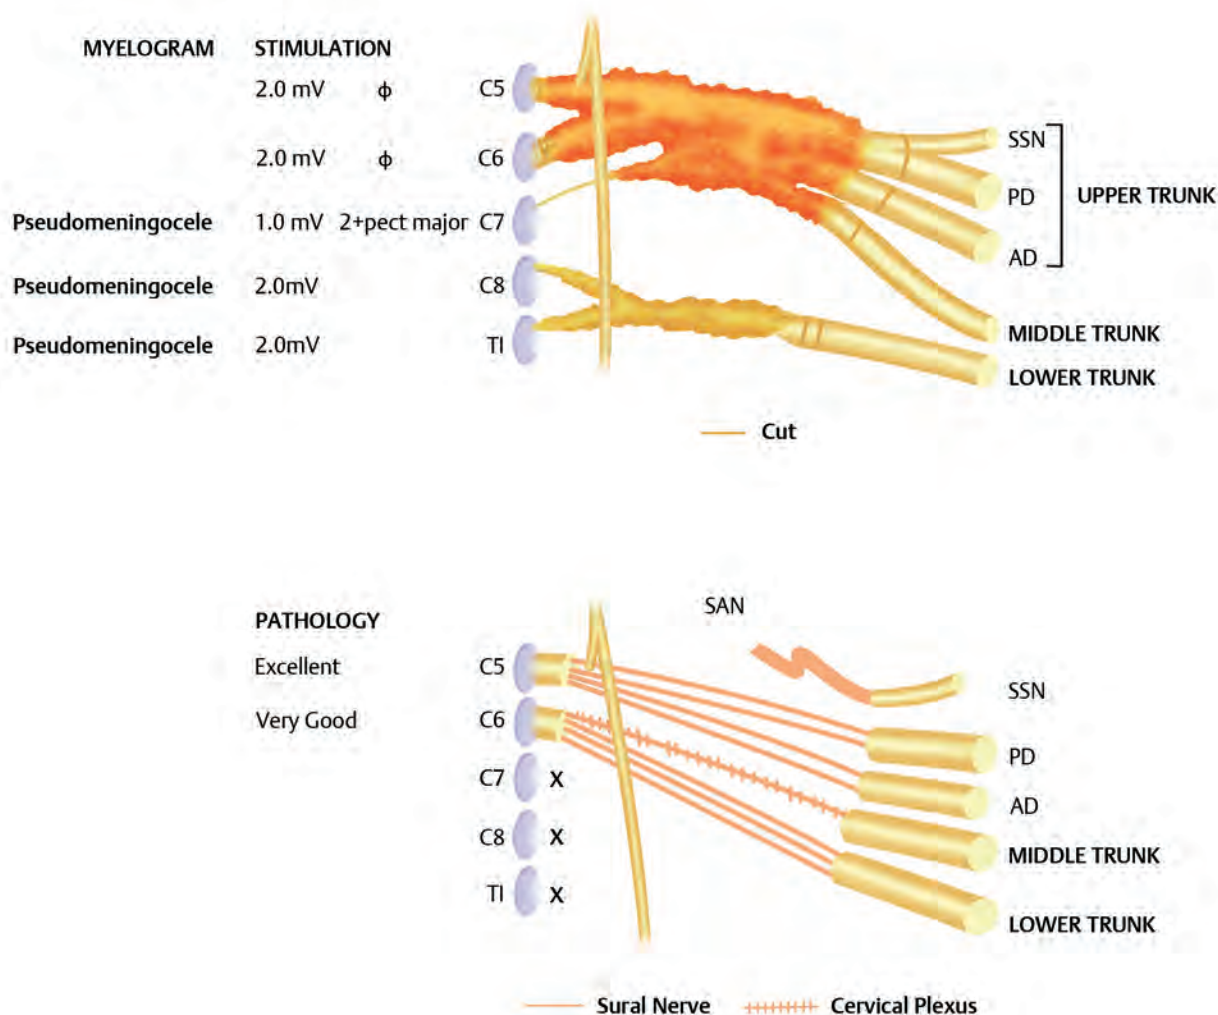 MYELOGRAM STIMULATION
2.0 mV ϕ C5
SSN
2.0 mV ϕ C6
PD
UPPER TRUNK
Pseudomeningocele 1.0 mV 2+pect major C7
AD
Pseudomeningocele 2.0mV C8
MIDDLE TRUNK
Pseudomeningocele 2.0mV TI
LOWER TRUNK
Cut
SAN
PATHOLOGY
Excellent C5
SSN
Very Good C6
PD
C7 X
AD
C8 X
MIDDLE TRUNK
TI X
LOWER TRUNK
Sural Nerve Cervical Plexus